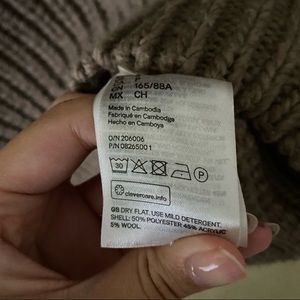 165/88A
MX CH
Made in Cambodia
Fabriqué en Cambodge
Hecho en Camboya
O/N 206006
P/N 08265001
30
P
clevercare.info
GB DRY FLAT. USE MILD DETERGENT.
SHELL: 50% POLYESTER 45% ACRYLIC
5% WOOL